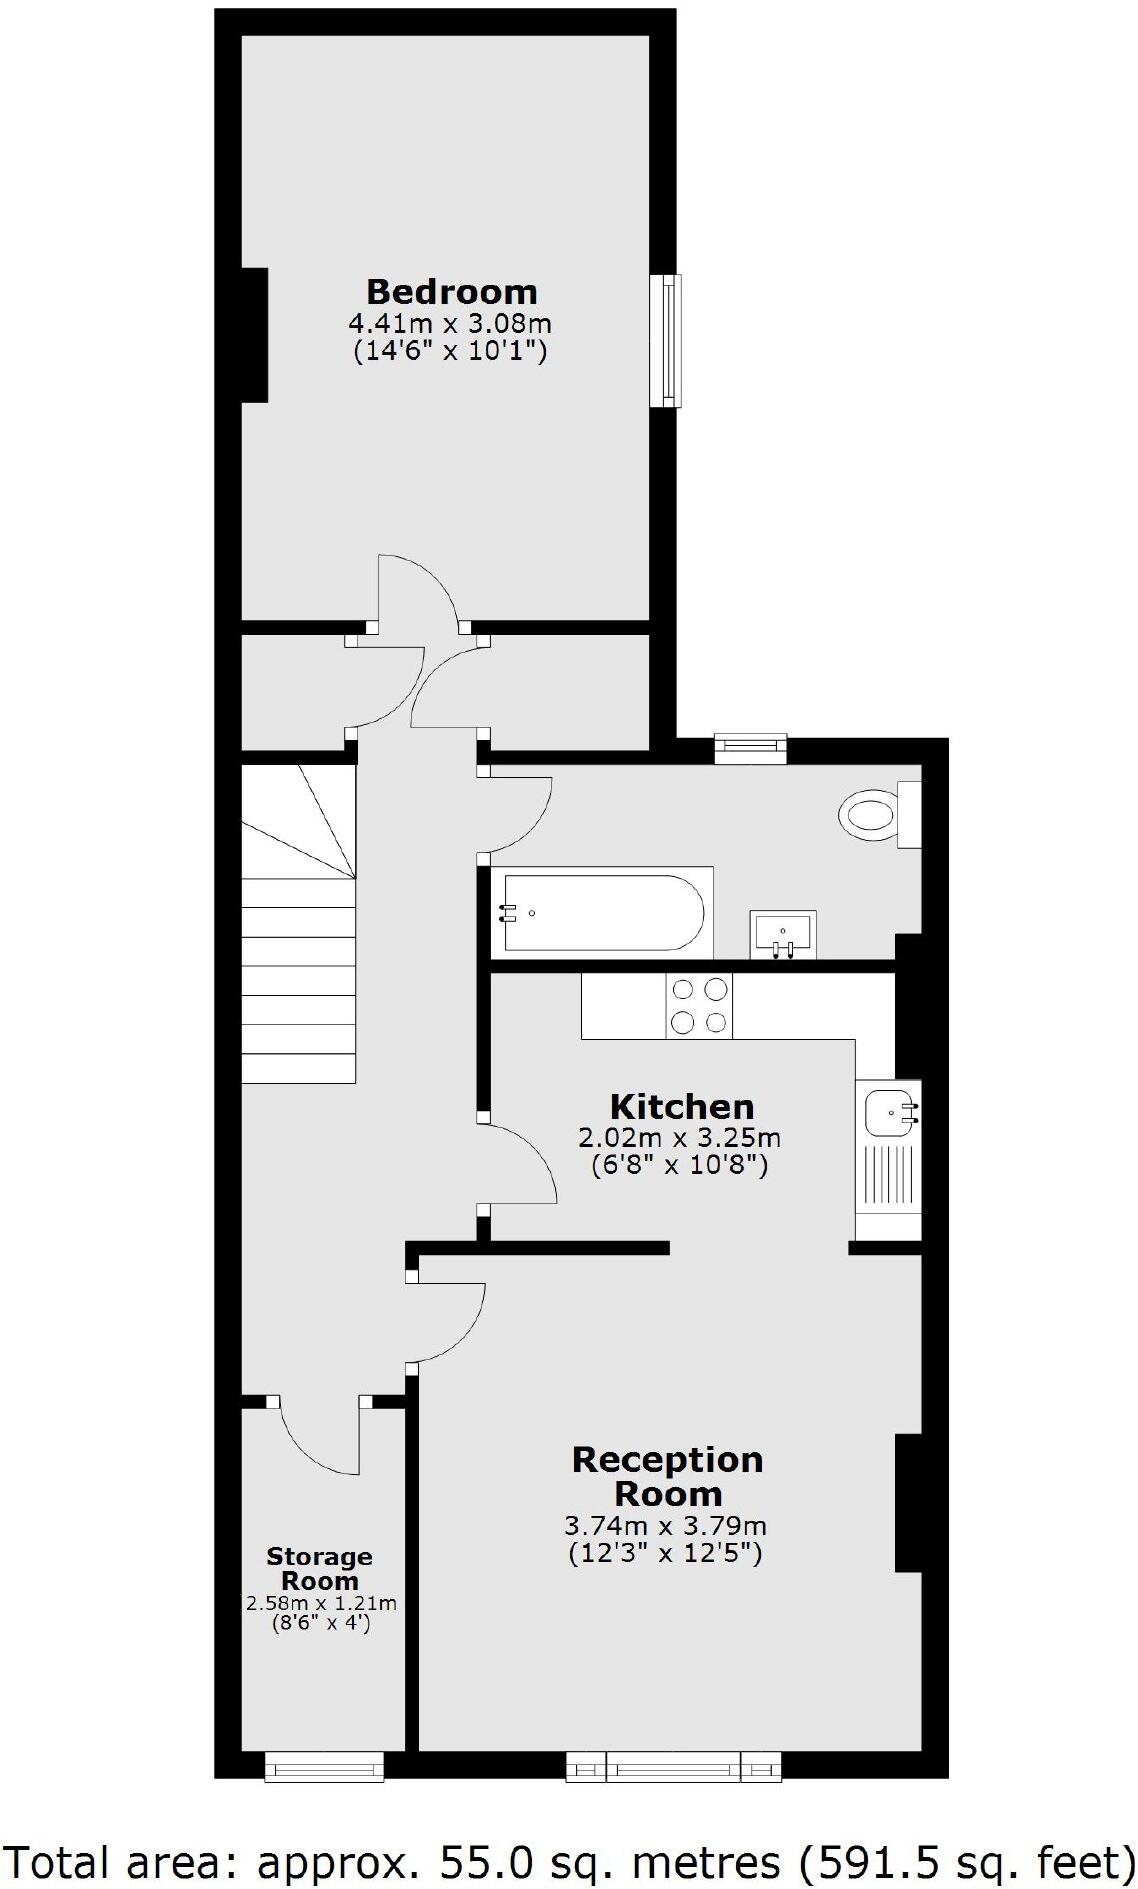 Bedroom
4.41m x 3.08m
(14'6" x 10'1")
Kitchen
2.02m x 3.25m
(6'8" x 10'8")
Reception
Room
3.74m x 3.79m
(12'3" x 12'5")
Storage
Room
2.58m x 1.21m
(8'6" x 4')
Total area: approx. 55.0 sq. metres (591.5 sq. feet)